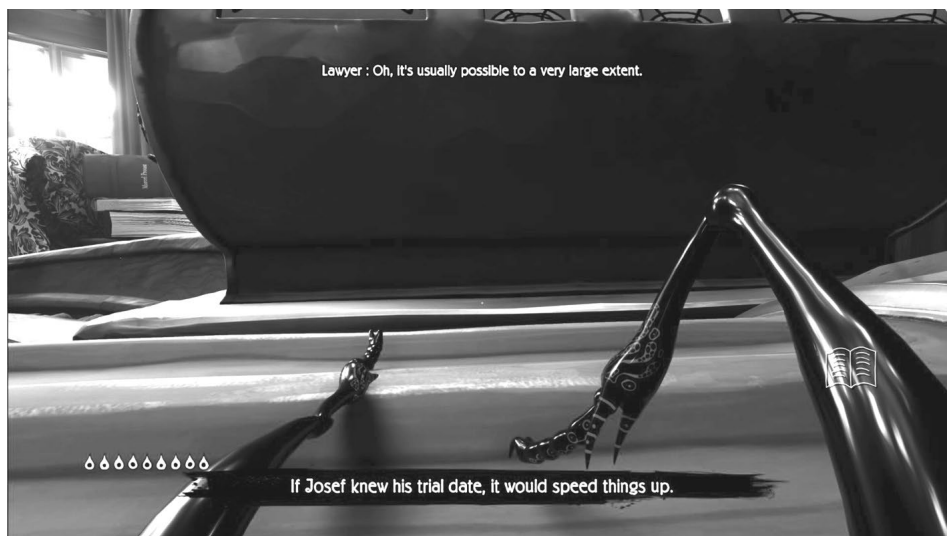 Lawyer : Oh, it's usually possible to a very large extent.
If Josef knew his trial date, it would speed things up.